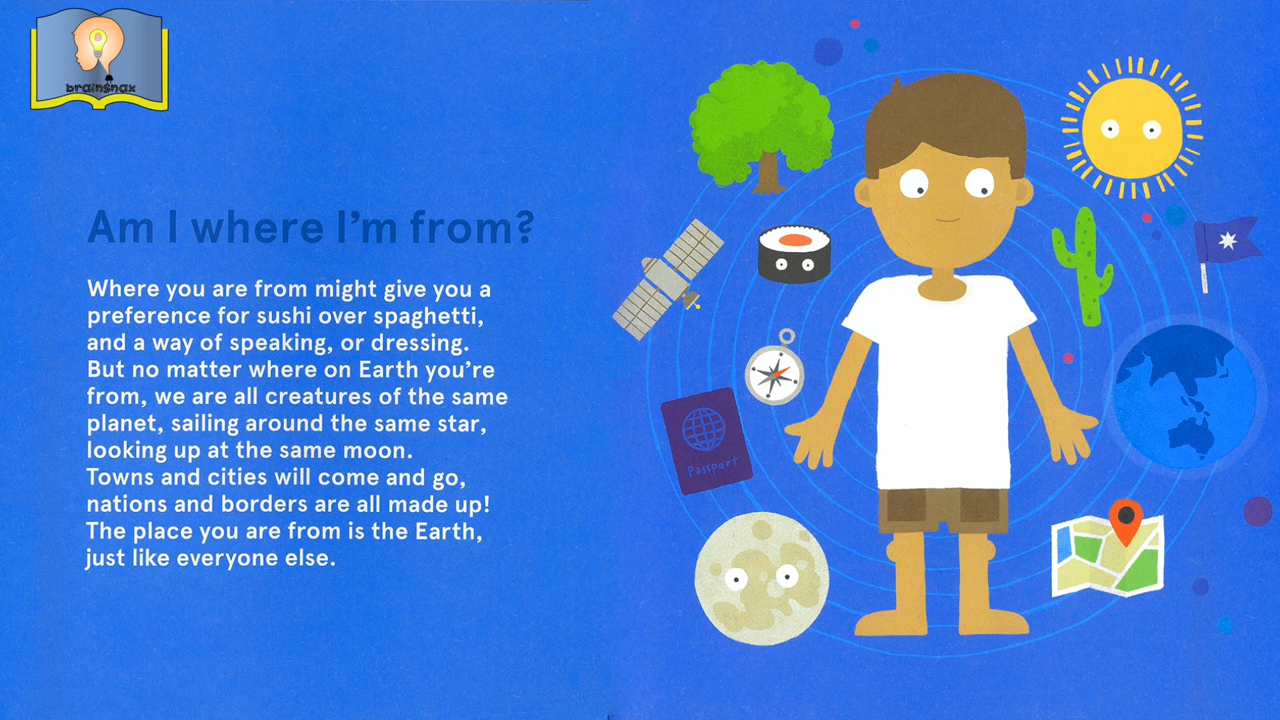 brainsnax
Am I where I'm from?
Where you are from might give you a
preference for sushi over spaghetti,
and a way of speaking, or dressing.
But no matter where on Earth you're
from, we are all creatures of the same
planet, sailing around the same star,
looking up at the same moon.
Towns and cities will come and go,
nations and borders are all made up!
The place you are from is the Earth,
just like everyone else.
Passport